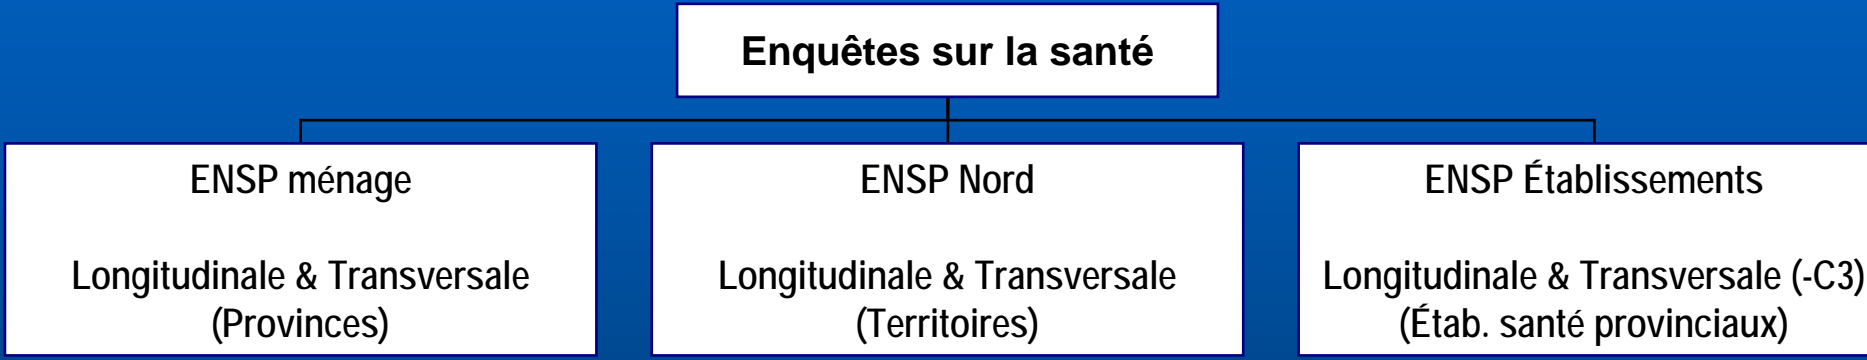 Enquêtes sur la santé
ENSP ménage
Longitudinale & Transversale
(Provinces)
ENSP Nord
Longitudinale & Transversale
(Territoires)
ENSP Établissements
Longitudinale & Transversale (-C3)
(Étab. santé provinciaux)